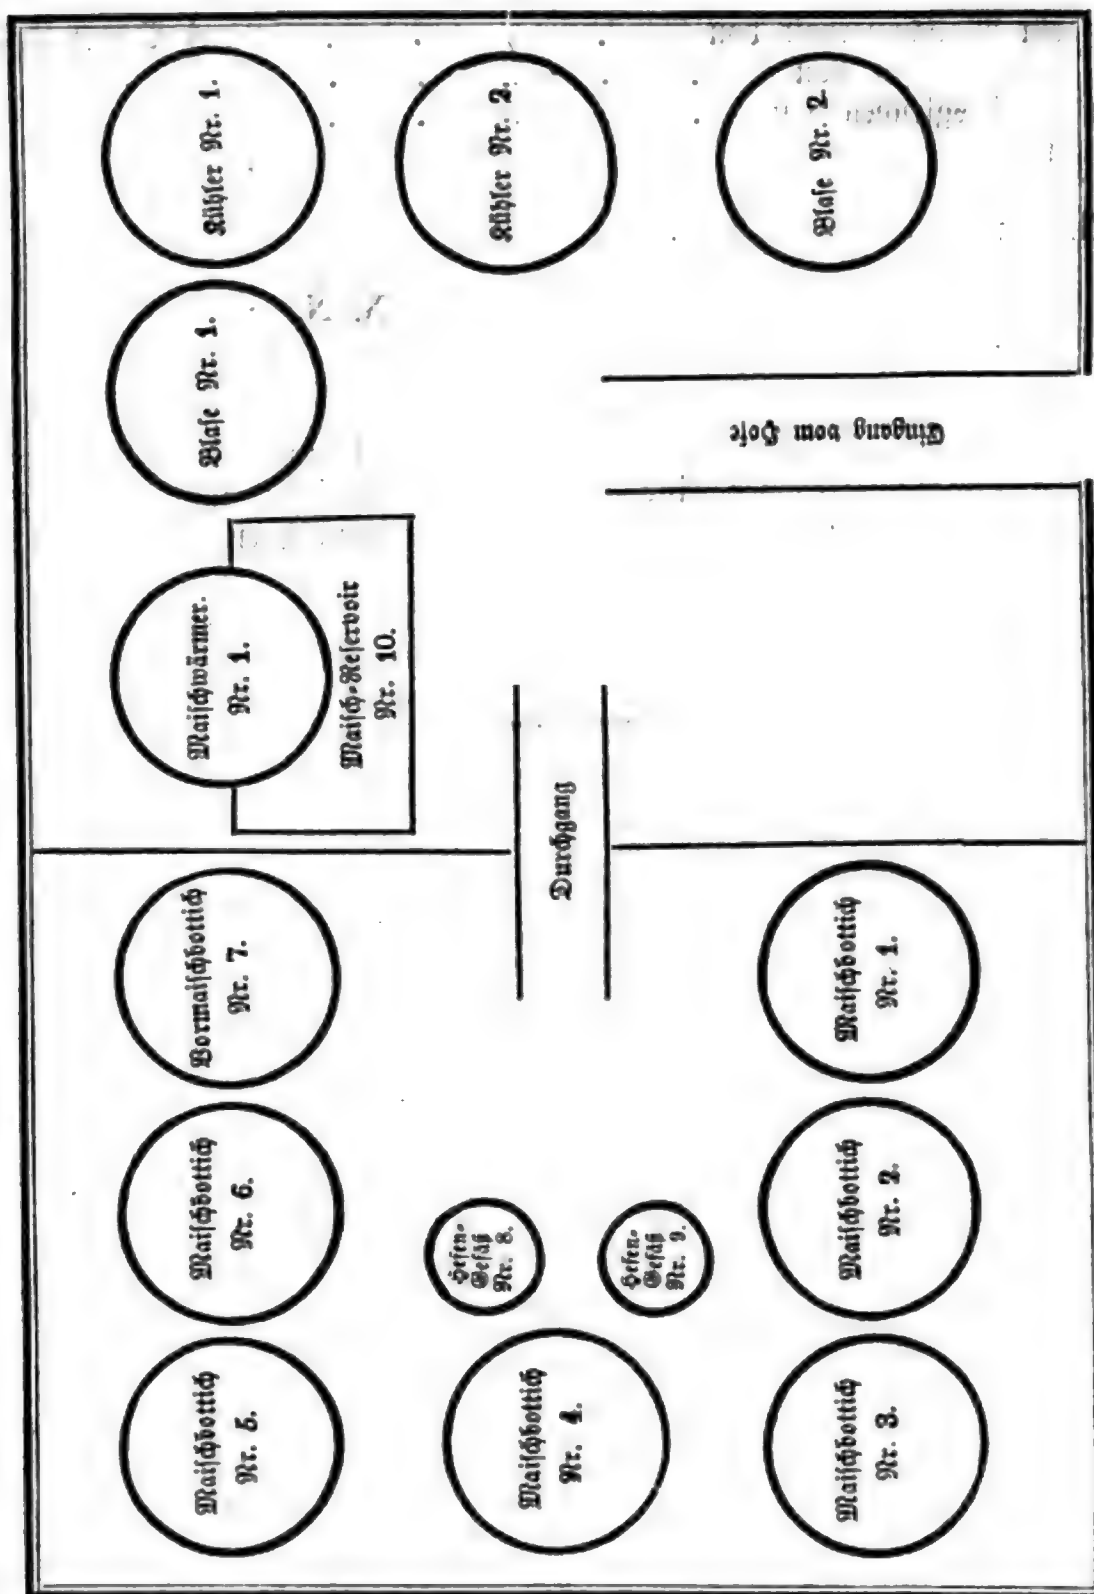 Maischbottich
Nr. 5.
Maischbottich
Nr. 6.
Vormaischbottich
Nr. 7.
Maischwärmer.
Nr. 1.
Maisch-Reservoir
Nr. 10.
Blase Nr. 1.
Kühler Nr. 1.
Maischbottich
Nr. 4.
Hefen-
Gefäß
Nr. 8.
Hefen-
Gefäß
Nr. 9.
Durchgang
Kühler Nr. 2.
Maischbottich
Nr. 3.
Maischbottich
Nr. 2.
Maischbottich
Nr. 1.
Eingang vom Hofe
Blase Nr. 2.